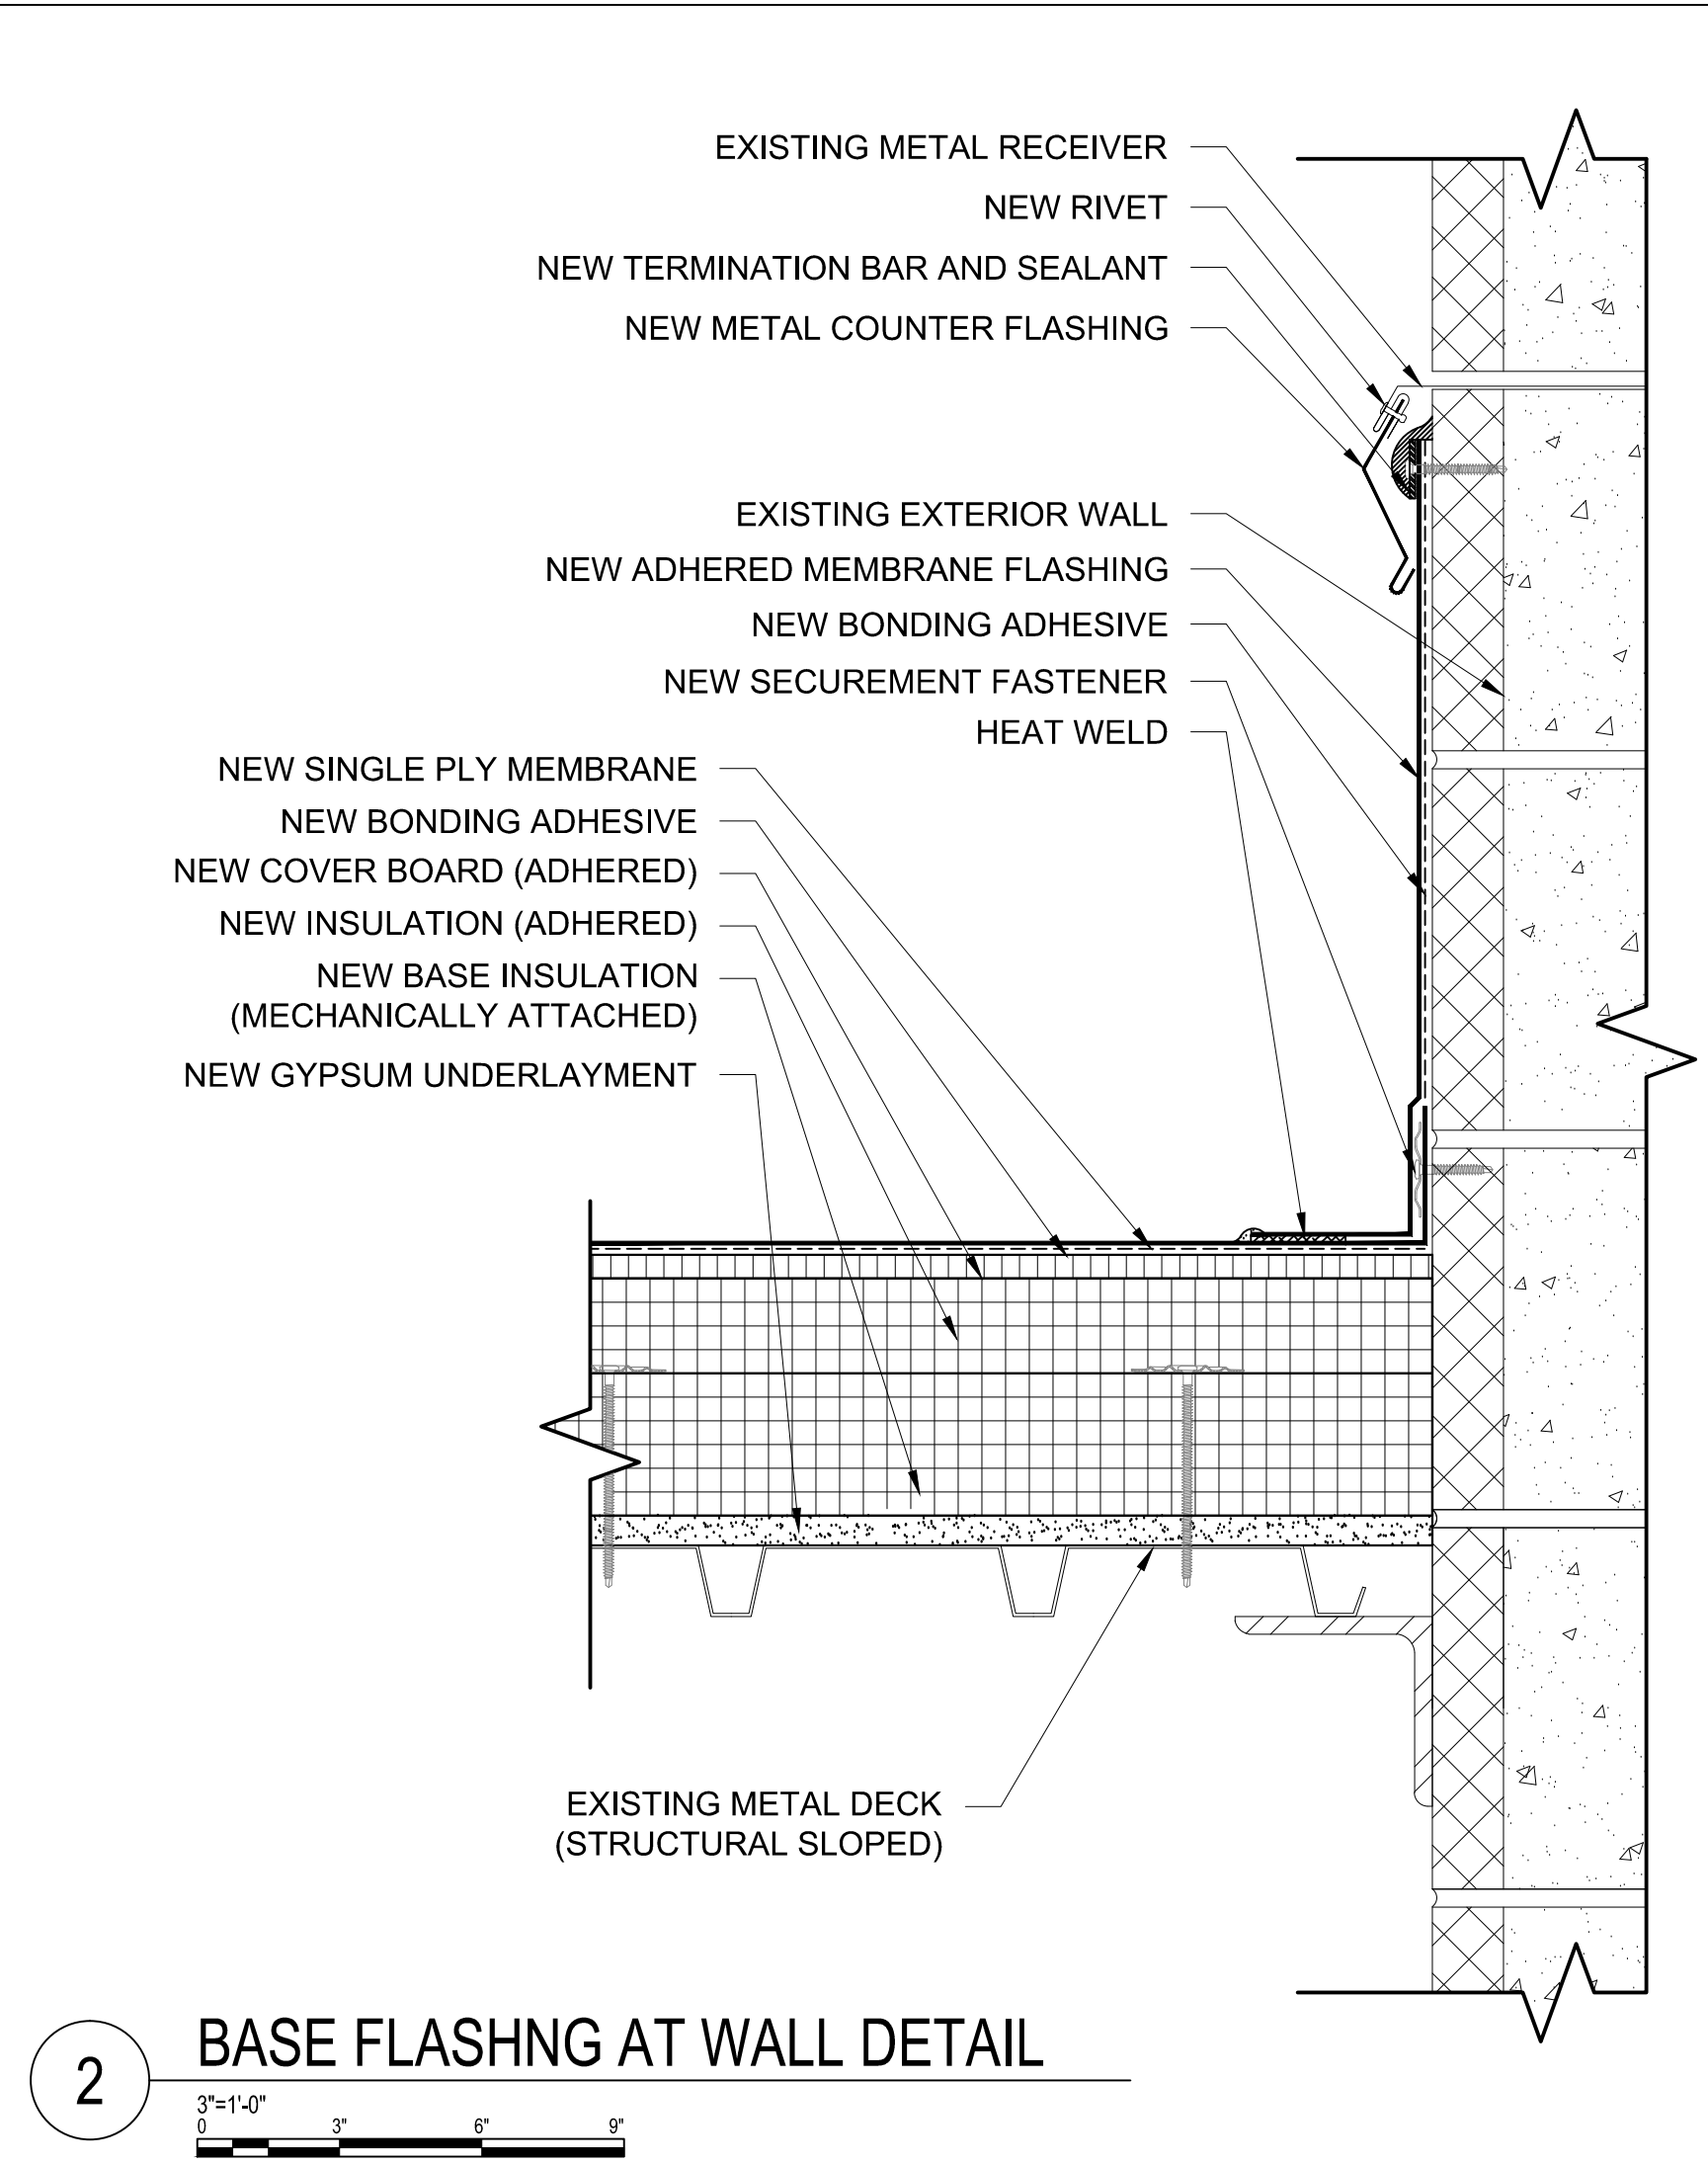 EXISTING METAL RECEIVER
NEW RIVET
NEW TERMINATION BAR AND SEALANT
NEW METAL COUNTER FLASHING
EXISTING EXTERIOR WALL
NEW ADHERED MEMBRANE FLASHING
NEW BONDING ADHESIVE
NEW SECUREMENT FASTENER
HEAT WELD
NEW SINGLE PLY MEMBRANE
NEW BONDING ADHESIVE
NEW COVER BOARD (ADHERED)
NEW INSULATION (ADHERED)
NEW BASE INSULATION
(MECHANICALLY ATTACHED)
NEW GYPSUM UNDERLAYMENT
EXISTING METAL DECK
(STRUCTURAL SLOPED)
2
BASE FLASHNG AT WALL DETAIL
3"=1'-0"
0 3" 6" 9"